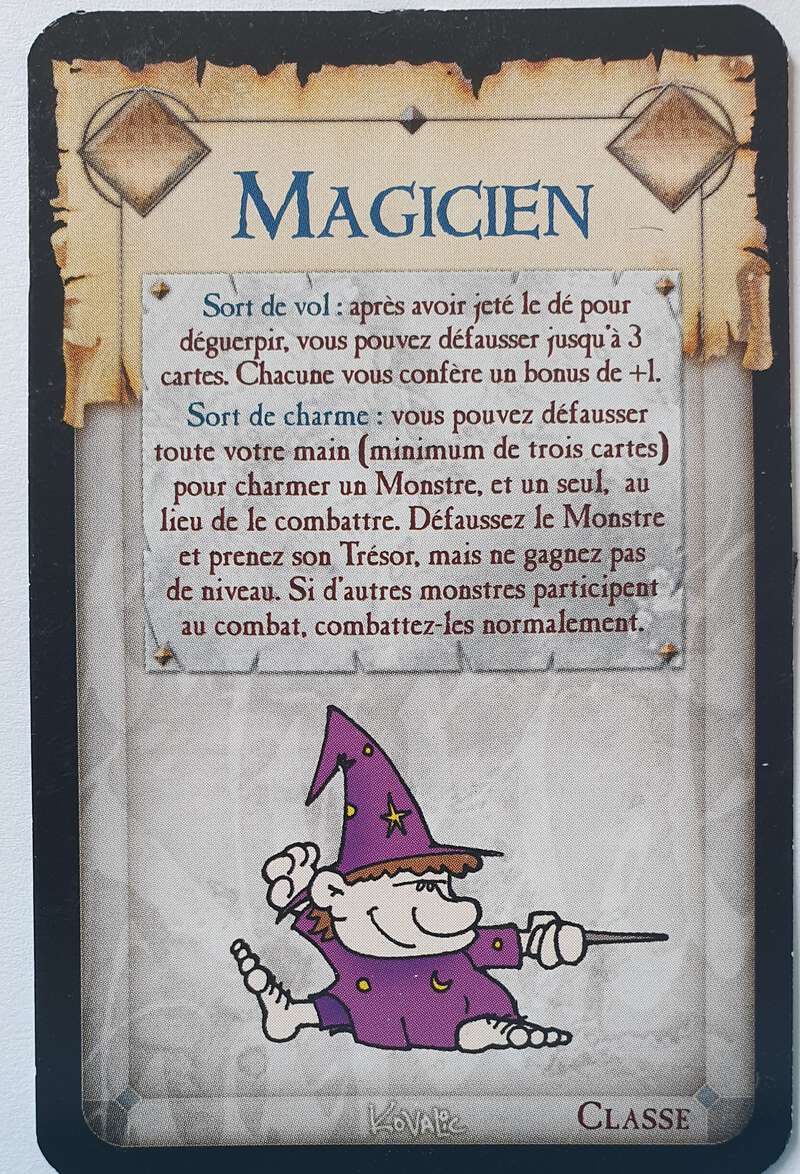 MAGICIEN
Sort de vol : après avoir jeté le dé pour
déguerpir, vous pouvez défausser jusqu'à 3
cartes. Chacune vous confère un bonus de +1.
Sort de charme : vous pouvez défausser
toute votre main (minimum de trois cartes)
pour charmer un Monstre, et un seul, au
lieu de le combattre. Défaussez le Monstre
et prenez son Trésor, mais ne gagnez pas
de niveau. Si d'autres monstres participent
au combat, combattez-les normalement.
KOVALIC
CLASSE